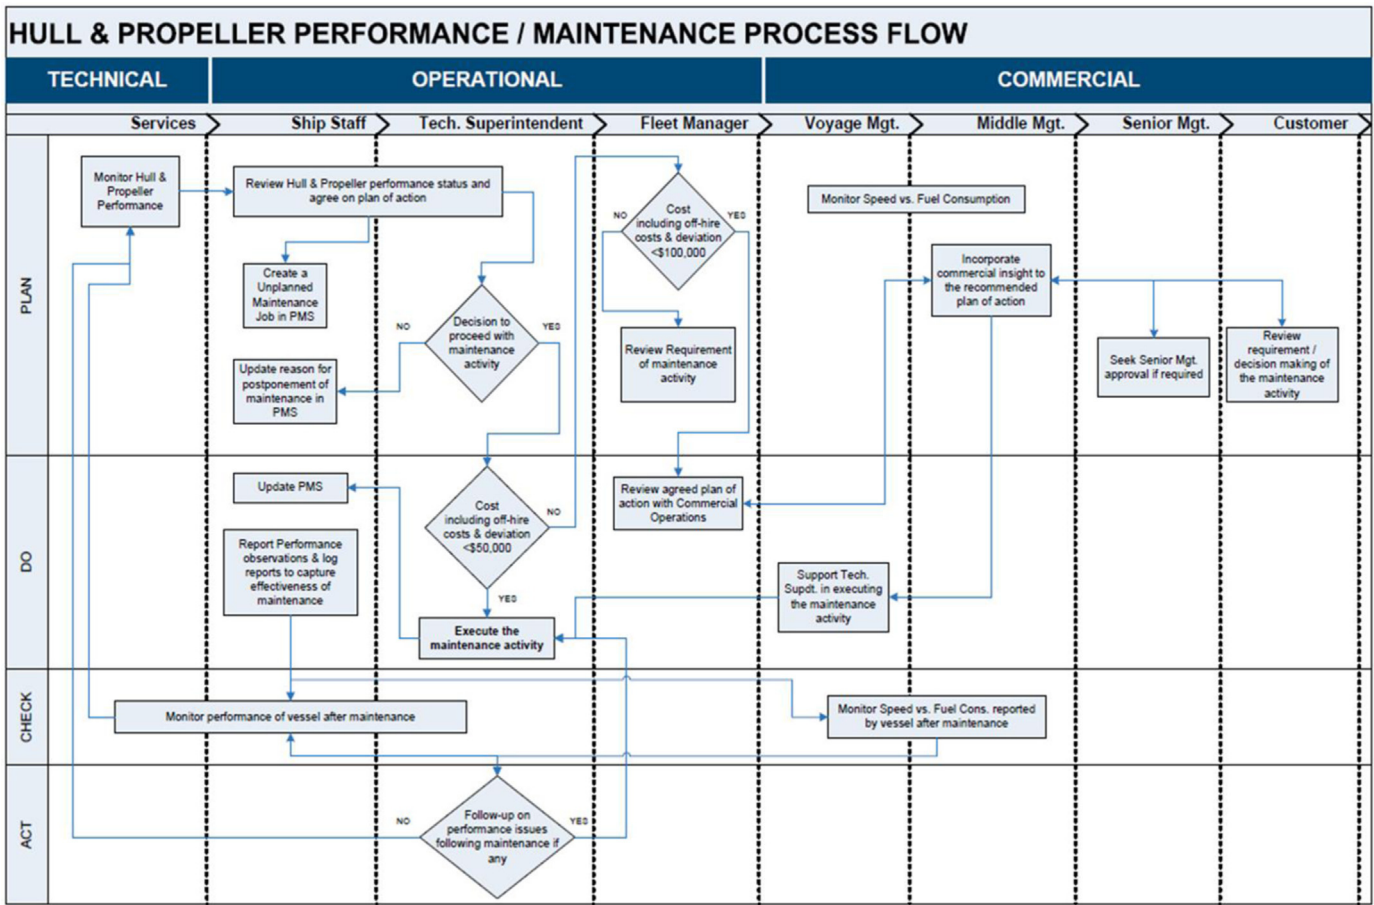 HULL & PROPELLER PERFORMANCE / MAINTENANCE PROCESS FLOW
TECHNICAL
OPERATIONAL
COMMERCIAL
Services
Ship Staff
Tech. Superintendent
Fleet Manager
Voyage Mgt.
Middle Mgt.
Senior Mgt.
Customer
PLAN
Monitor Hull &
Propeller
Performance
Review Hull & Propeller performance status and
agree on plan of action
Create a
Unplanned
Maintenance
Job in PMS
Update reason for
postponement of
maintenance in
PMS
NO
Decision to
proceed with
maintenance
activity
YES
NO
Cost
including off-hire
costs & deviation
<$100,000
YES
Review Requirement
of maintenance
activity
Monitor Speed vs. Fuel Consumption
Incorporate
commercial insight to
the recommended
plan of action
Seek Senior Mgt.
approval if required
Review
requirement /
decision making of
the maintenance
activity
DO
Update PMS
Report Performance
observations & log
reports to capture
effectiveness of
maintenance
Cost
including off-hire
costs & deviation
<$50,000
NO
YES
Execute the
maintenance activity
Review agreed plan of
action with Commercial
Operations
Support Tech.
Supdt. in executing
the maintenance
activity
CHECK
Monitor performance of vessel after maintenance
Monitor Speed vs. Fuel Cons. reported
by vessel after maintenance
ACT
NO
Follow-up on
performance issues
following maintenance if
any
YES